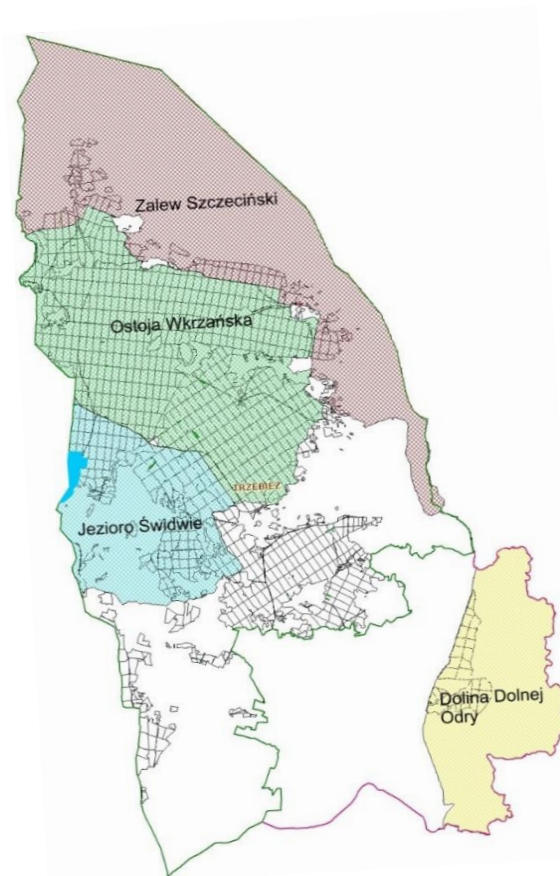 Zalew Szczeciński
Ostoja Wkrzańska
TRZEBIEŻ
Jezioro Świdwie
Dolina Dolnej
Odry